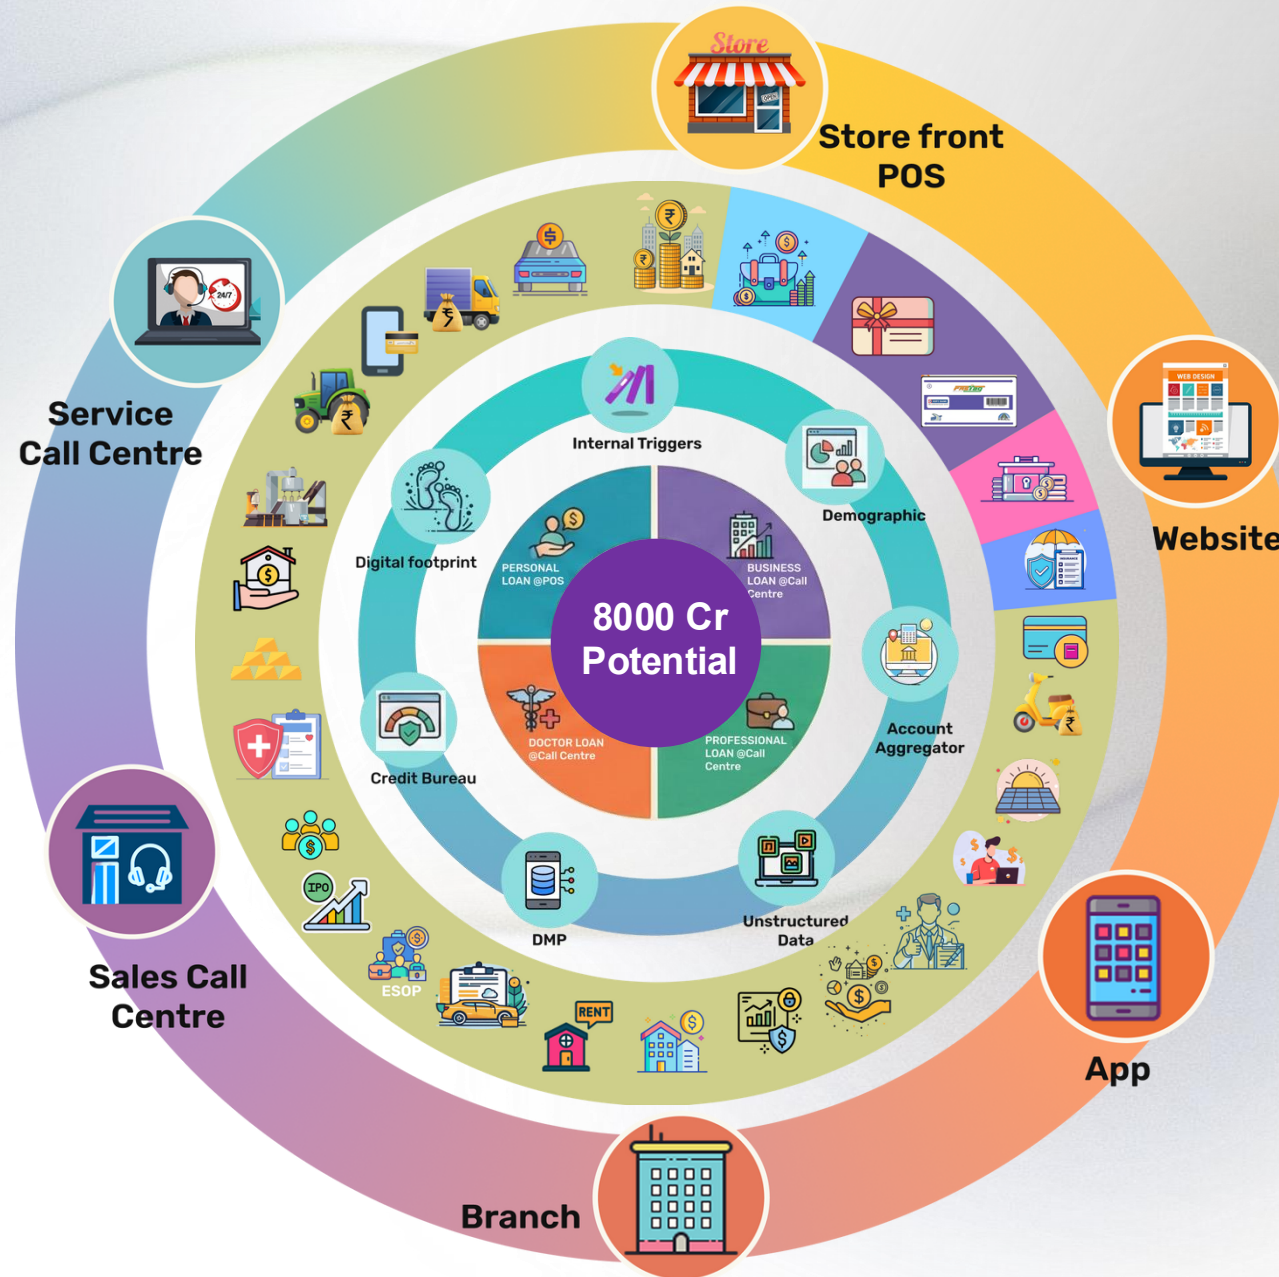 Store
OPEN
Store front
POS
24/7
Service
Call Centre
WEB DESIGN
Website
Internal Triggers
Demographic
Digital footprint
PERSONAL
LOAN @POS
BUSINESS
LOAN @Call
Centre
8000 Cr
Potential
INSURANCE
Account
Aggregator
DOCTOR LOAN
@Call Centre
PROFESSIONAL
LOAN @Call
Centre
Credit Bureau
IPO
Unstructured
Data
DMP
ESOP
RENT
Sales Call
Centre
App
Branch